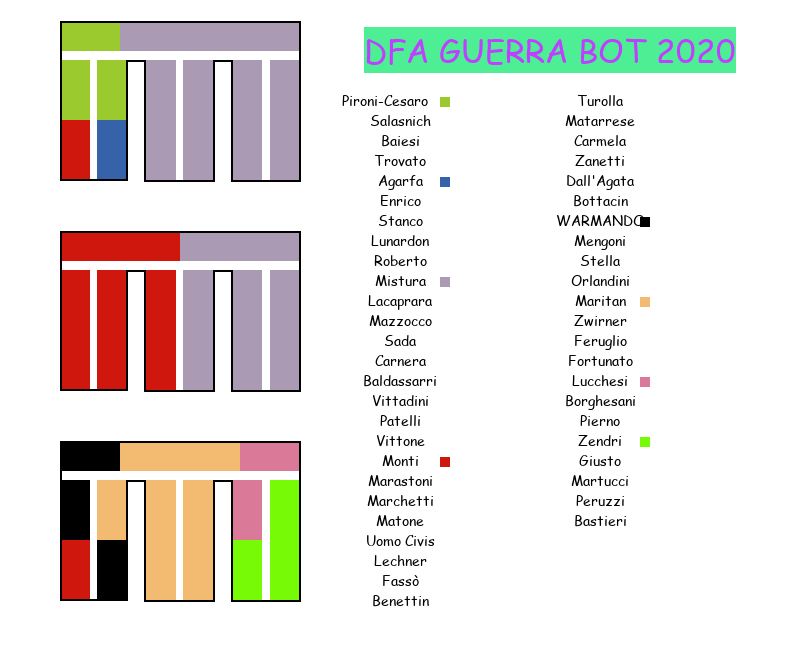 DFA GUERRA BOT 2020
Pironi-Cesaro
Salasnich
Baiesi
Trovato
Agarfa
Enrico
Stanco
Lunardon
Roberto
Mistura
Lacaprara
Mazzocco
Sada
Carnera
Baldassarri
Vittadini
Patelli
Vittone
Monti
Marastoni
Marchetti
Matone
Uomo Civis
Lechner
Fassò
Benettin
Turolla
Matarrese
Carmela
Zanetti
Dall'Agata
Bottacin
WARMANDO
Mengoni
Stella
Orlandini
Maritan
Zwirner
Feruglio
Fortunato
Lucchesi
Borghesani
Pierno
Zendri
Giusto
Martucci
Peruzzi
Bastieri